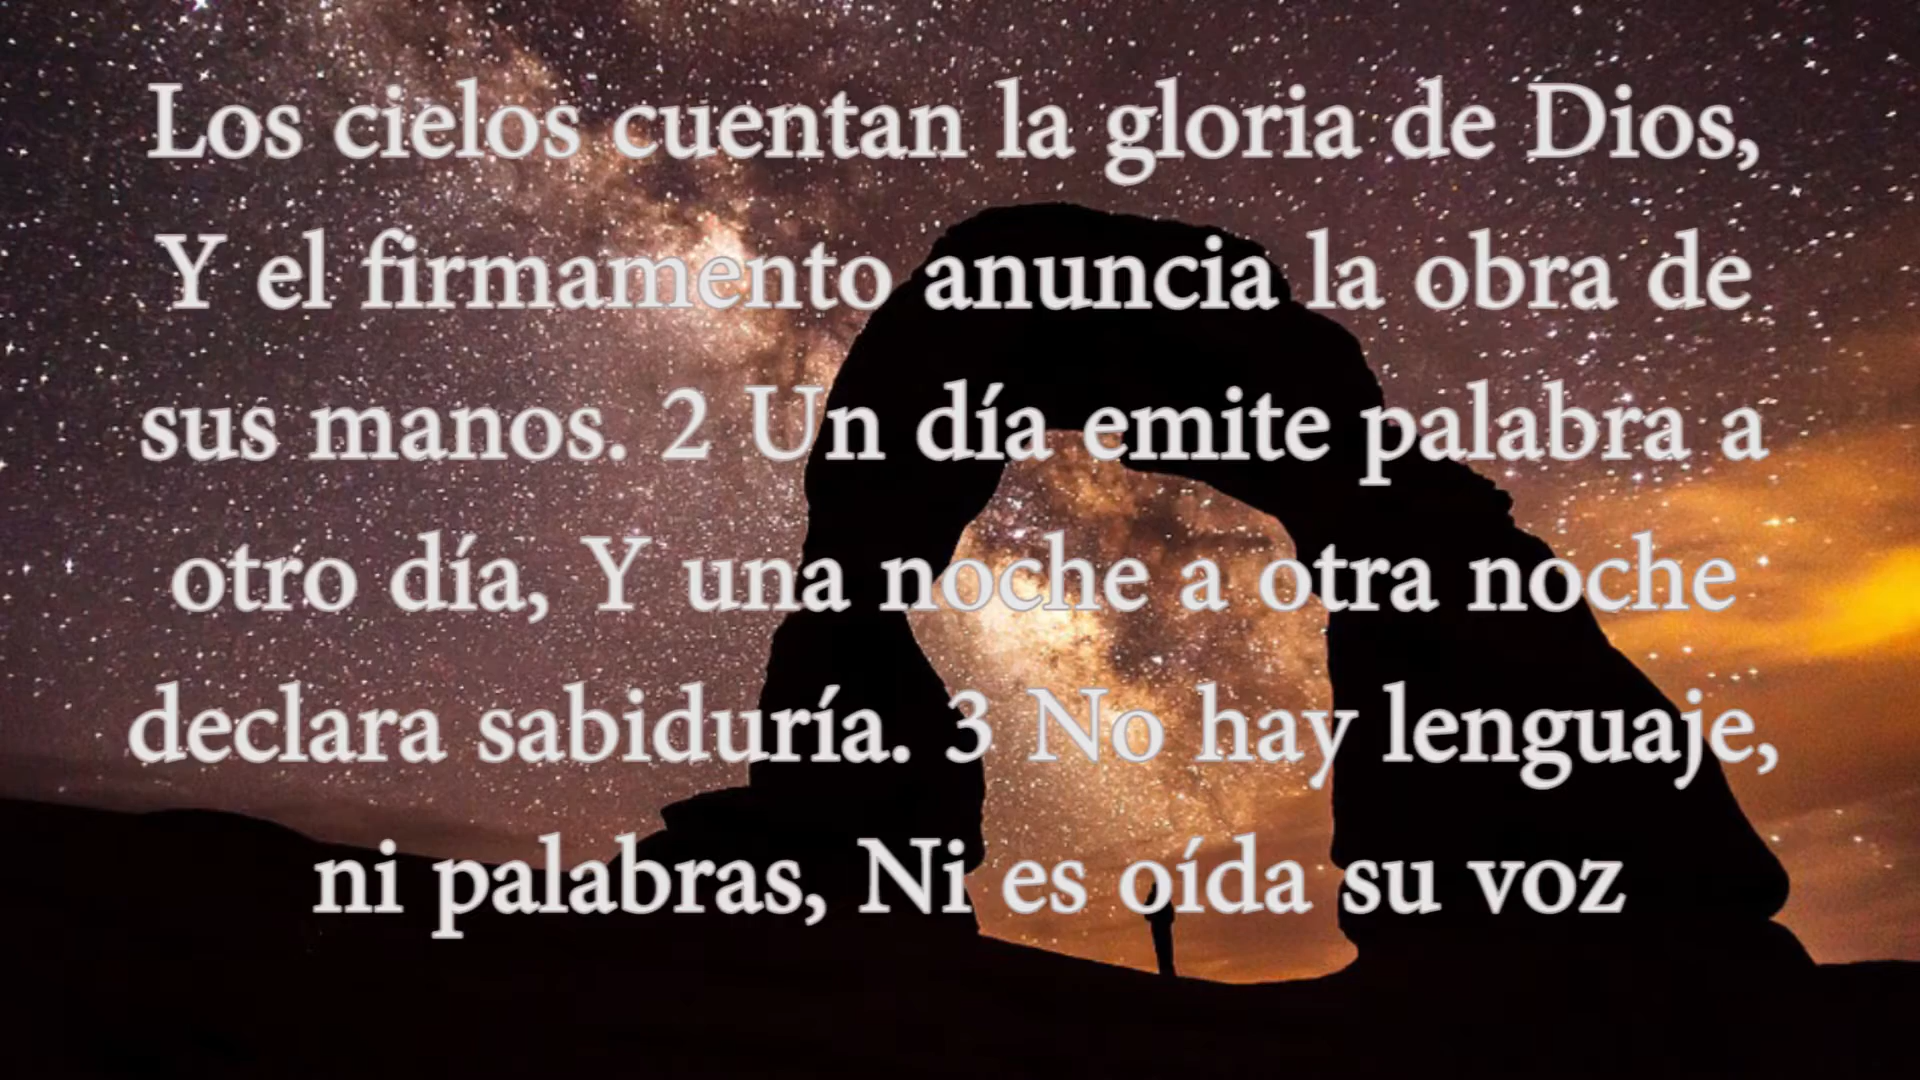 Los cielos cuentan la gloria de Dios,
Y el firmamento anuncia la obra de
sus manos. 2 Un día emite palabra a
otro día, Y una noche a otra noche
declara sabiduría. 3 No hay lenguaje,
ni palabras, Ni es oída su voz